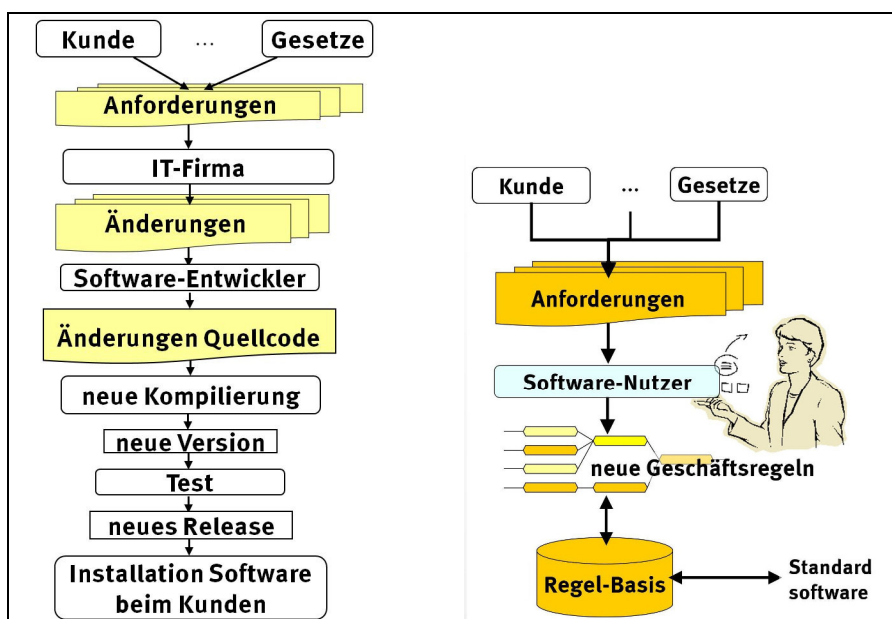 Kunde
...
Gesetze
Anforderungen
IT-Firma
Änderungen
Software-Entwickler
Änderungen Quellcode
neue Kompilierung
neue Version
Test
neues Release
Installation Software
beim Kunden
Kunde
...
Gesetze
Anforderungen
Software-Nutzer
neue Geschäftsregeln
Regel-Basis
Standard
software